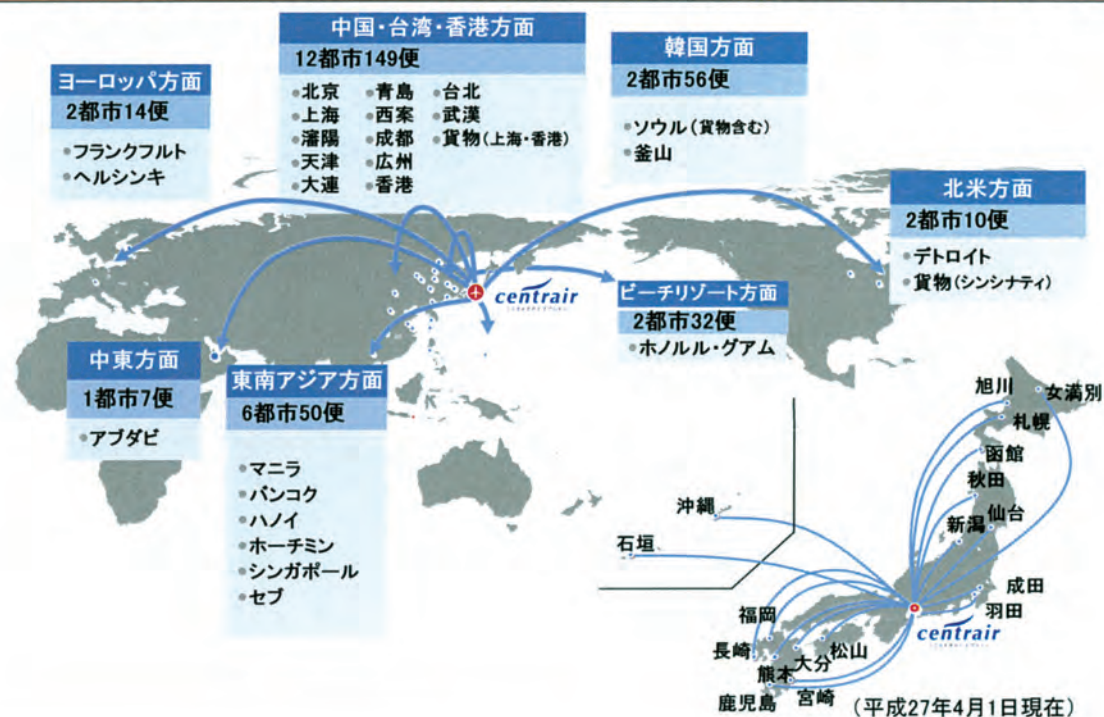 中国・台湾・香港方面
12都市149便
●北京 ●青島 ●台北
●上海 ●西案 ●武漢
●瀋陽 ●成都 ●貨物(上海・香港)
●天津 ●広州
●大連 ●香港
韓国方面
2都市56便
●ソウル(貨物含む)
●釜山
ヨーロッパ方面
2都市14便
●フランクフルト
●ヘルシンキ
北米方面
2都市10便
●デトロイト
●貨物(シンシナティ)
centrair
ビーチリゾート方面
2都市32便
●ホノルル・グアム
中東方面
1都市7便
●アブダビ
東南アジア方面
6都市50便
●マニラ
●バンコク
●ハノイ
●ホーチミン
●シンガポール
●セブ
旭川
女満別
札幌
函館
秋田
仙台
新潟
沖縄
石垣
成田
羽田
centrair
福岡
長崎
松山
大分
熊本
宮崎
鹿児島
(平成27年4月1日現在)